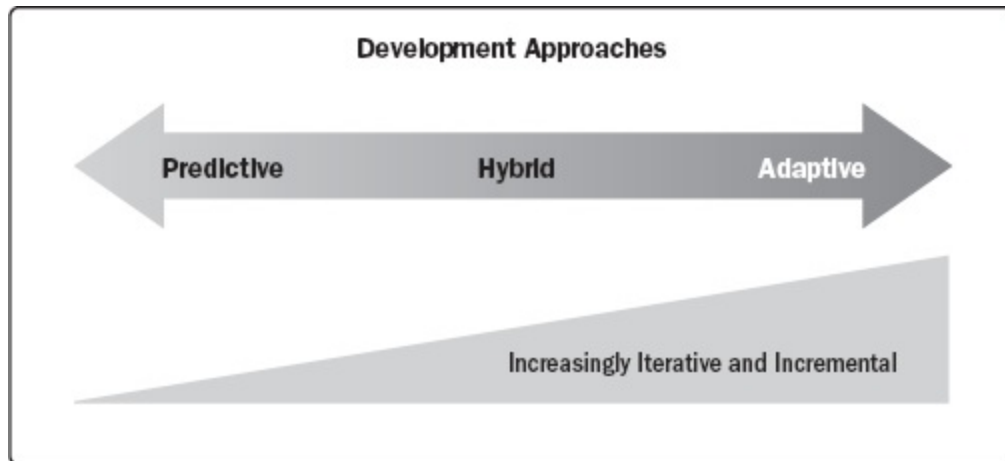 Development Approaches
Predictive Hybrid Adaptive
Increasingly Iterative and Incremental